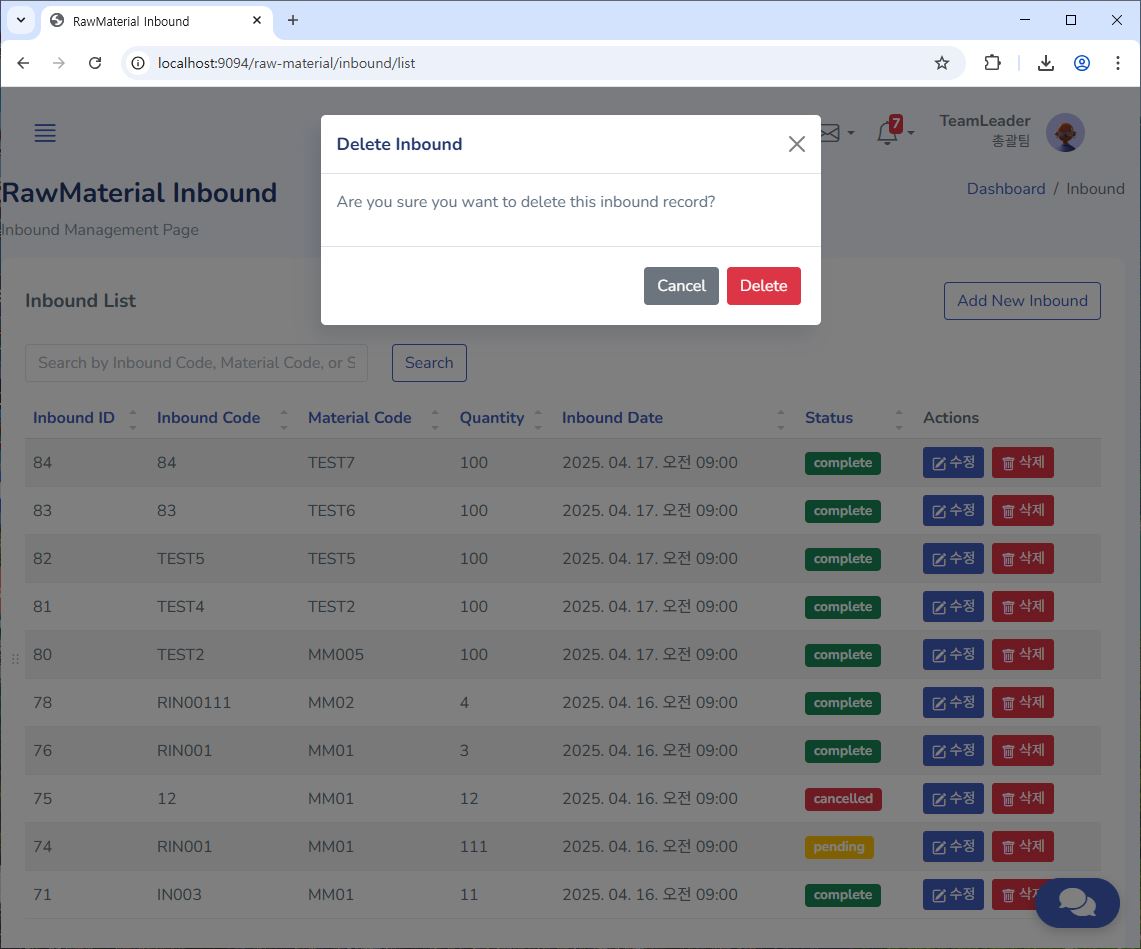 RawMaterial Inbound
localhost:9094/raw-material/inbound/list
Delete Inbound
Are you sure you want to delete this inbound record?
Cancel Delete
7
TeamLeader
총괄팀
RawMaterial Inbound
Inbound Management Page
Dashboard / Inbound
Inbound List
Add New Inbound
Search by Inbound Code, Material Code, or S
Search
Inbound ID Inbound Code Material Code Quantity Inbound Date Status Actions
84 84 TEST7 100 2025. 04. 17. 오전 09:00 complete 수정 삭제
83 83 TEST6 100 2025. 04. 17. 오전 09:00 complete 수정 삭제
82 TEST5 TEST5 100 2025. 04. 17. 오전 09:00 complete 수정 삭제
81 TEST4 TEST2 100 2025. 04. 17. 오전 09:00 complete 수정 삭제
80 TEST2 MM005 100 2025. 04. 17. 오전 09:00 complete 수정 삭제
78 RIN00111 MM02 4 2025. 04. 16. 오전 09:00 complete 수정 삭제
76 RIN001 MM01 3 2025. 04. 16. 오전 09:00 complete 수정 삭제
75 12 MM01 12 2025. 04. 16. 오전 09:00 cancelled 수정 삭제
74 RIN001 MM01 111 2025. 04. 16. 오전 09:00 pending 수정 삭제
71 IN003 MM01 11 2025. 04. 16. 오전 09:00 complete 수정 삭제